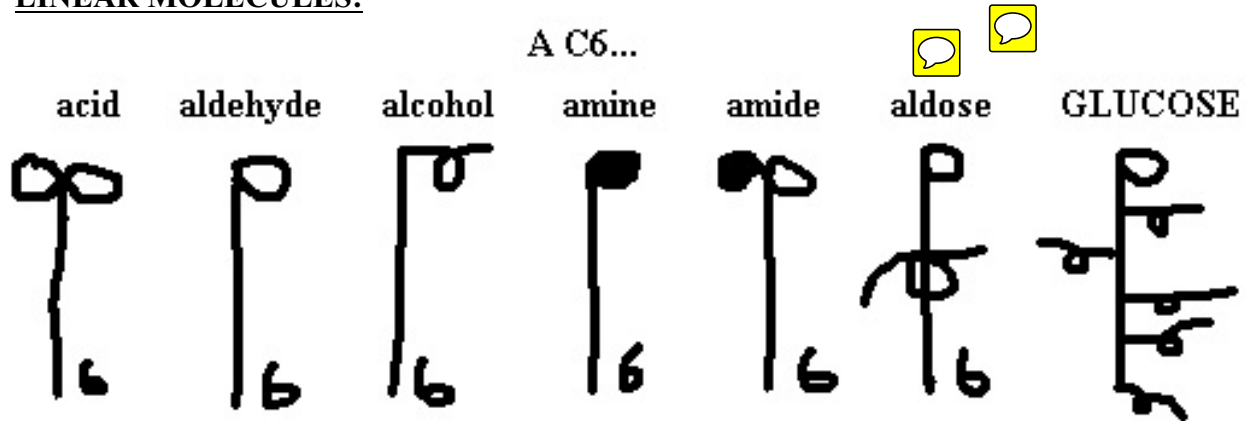 LINEAR MOLECULES:
A C6...
acid aldehyde alcohol amine amide aldose GLUCOSE
6 6 6 6 6 6